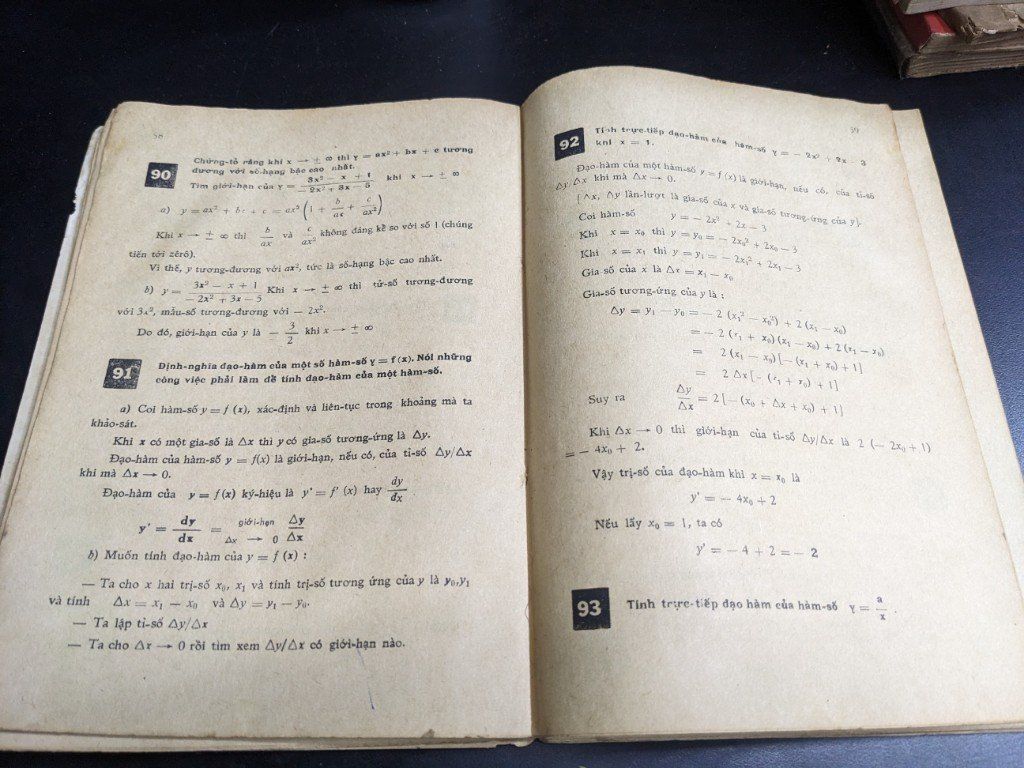 58
90 Chứng-tỏ rằng khi x → ± ∞ thì Y = ax² + bx + c tương
đương với số-hạng bậc cao nhất.
Tìm giới-hạn của Y = (3x² − x + 1)/(− 2x² + 3x − 5) khi x → ± ∞
a) y = ax² + bx + c = ax² (1 + b/ax + c/ax²)
Khi x → ± ∞ thì b/ax và c/ax² không đáng kể so với số 1 (chúng
tiến tới zêrô).
Vì thế, y tương-đương với ax², tức là số-hạng bậc cao nhất.
b) y = (3x² − x + 1)/(− 2x² + 3x − 5) Khi x → ± ∞ thì tử-số tương-đương
với 3x², mẫu-số tương-đương với − 2x².
Do đó, giới-hạn của y là − 3/2 khi x → ± ∞
91 Định-nghĩa đạo-hàm của một số hàm-số Y = f (x). Nói những
công việc phải làm để tính đạo-hàm của một hàm-số.
a) Coi hàm-số y = f (x), xác-định và liên-tục trong khoảng mà ta
khảo-sát.
Khi x có một gia-số là Δx thì y có gia-số tương-ứng là Δy.
Đạo-hàm của hàm-số y = f(x) là giới-hạn, nếu có, của tỉ-số Δy/Δx
khi mà Δx → 0.
Đạo-hàm của y = f(x) ký-hiệu là y' = f' (x) hay dy/dx
y' = dy/dx = giới-hạn Δx → 0 Δy/Δx
b) Muốn tính đạo-hàm của y = f (x) :
— Ta cho x hai trị-số x₀, x₁ và tính trị-số tương ứng của y là y₀,y₁
và tính Δx = x₁ − x₀ và Δy = y₁ − y₀.
— Ta lập tỉ-số Δy/Δx
— Ta cho Δx → 0 rồi tìm xem Δy/Δx có giới-hạn nào.
59
92 Tính trực-tiếp đạo-hàm của hàm-số Y = − 2x² + 2x − 3
khi x = 1.
Đạo-hàm của một hàm-số y = f (x) là giới-hạn, nếu có, của tỉ-số
Δy/Δx khi mà Δx → 0.
[Δx, Δy lần-lượt là gia-số của x và gia-số tương-ứng của y].
Coi hàm-số y = − 2x² + 2x − 3
Khi x = x₀ thì y = y₀ = − 2x₀² + 2x₀ − 3
Khi x = x₁ thì y = y₁ = − 2x₁² + 2x₁ − 3
Gia số của x là Δx = x₁ − x₀
Gia-số tương-ứng của y là :
Δy = y₁ − y₀ = − 2 (x₁² − x₀²) + 2 (x₁ − x₀)
= − 2 (x₁ + x₀) (x₁ − x₀) + 2 (x₁ − x₀)
= 2 (x₁ − x₀) [− (x₁ + x₀) + 1]
= 2 Δx [− (x₁ + x₀) + 1]
Suy ra Δy/Δx = 2 [− (x₀ + Δx + x₀) + 1]
Khi Δx → 0 thì giới-hạn của tỉ-số Δy/Δx là 2 (− 2x₀ + 1)
= − 4x₀ + 2.
Vậy trị-số của đạo-hàm khi x = x₀ là
y' = − 4x₀ + 2
Nếu lấy x₀ = 1, ta có
y' = − 4 + 2 = − 2
93 Tính trực-tiếp đạo hàm của hàm-số Y = a/x .